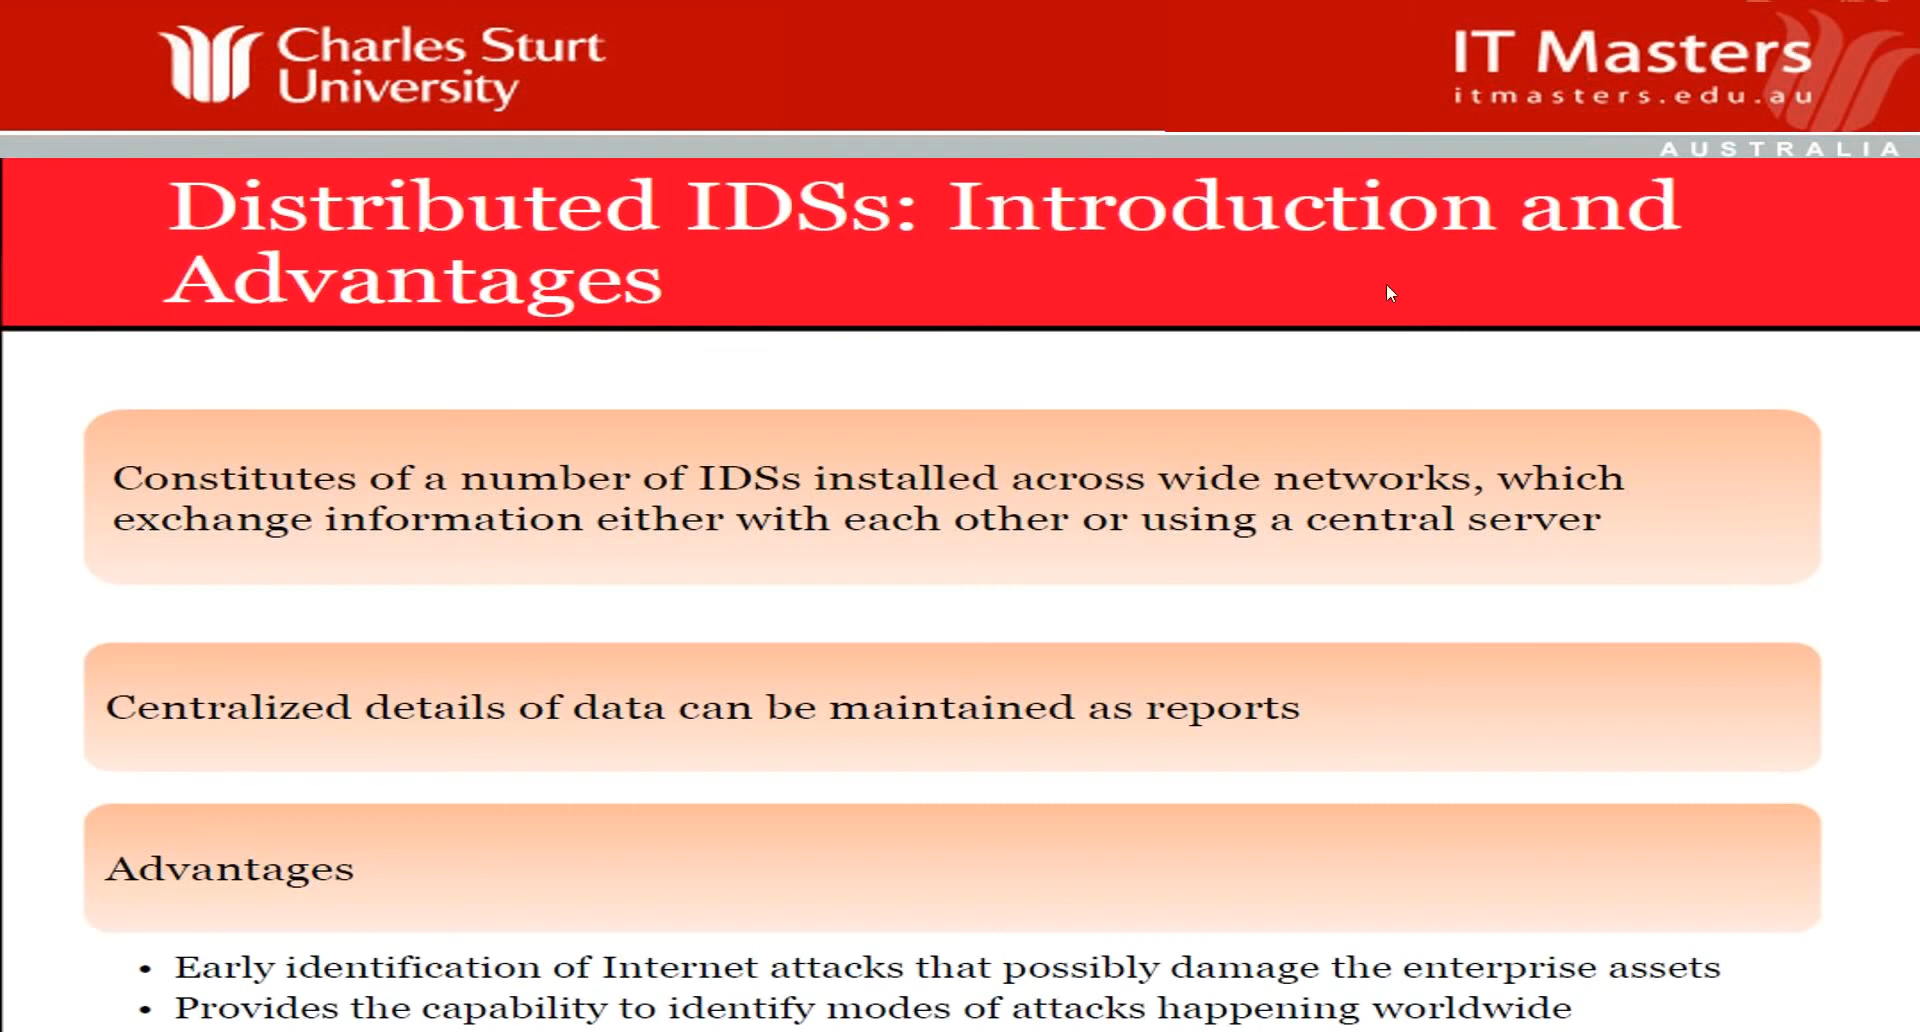 Charles Sturt
University
IT Masters
itmasters.edu.au
AUSTRALIA
Distributed IDSs: Introduction and
Advantages
Constitutes of a number of IDSs installed across wide networks, which
exchange information either with each other or using a central server
Centralized details of data can be maintained as reports
Advantages
• Early identification of Internet attacks that possibly damage the enterprise assets
• Provides the capability to identify modes of attacks happening worldwide